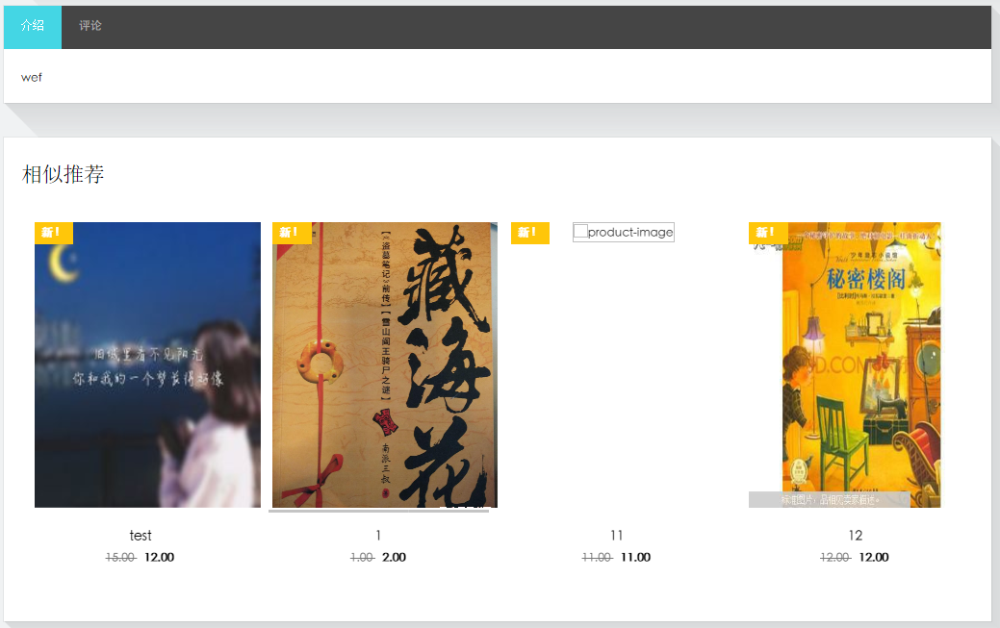 介绍 评论
wef
相似推荐
新！
旧城里看不见阳光
你和我的一个梦美得好像
新！
【《盗墓笔记》前传】【雪山阎王骑尸之谜】
藏海花
南派三叔
新！
product-image
新！
秘密楼阁
标准图片，品相见卖家描述。
test
15.00 12.00
1
1.00 2.00
11
11.00 11.00
12
12.00 12.00